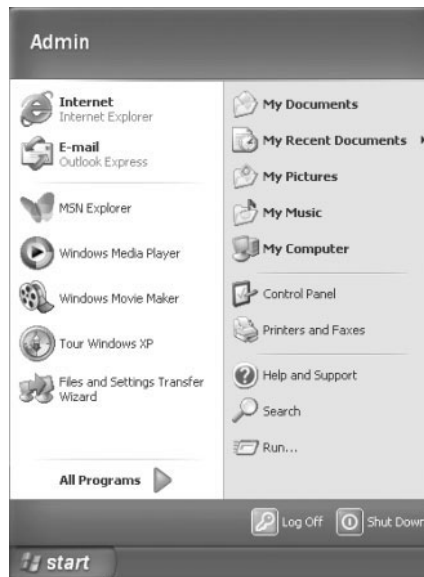 Admin
Internet
Internet Explorer
E-mail
Outlook Express
MSN Explorer
Windows Media Player
Windows Movie Maker
Tour Windows XP
Files and Settings Transfer
Wizard
All Programs
My Documents
My Recent Documents
My Pictures
My Music
My Computer
Control Panel
Printers and Faxes
Help and Support
Search
Run...
Log Off
Shut Down
start